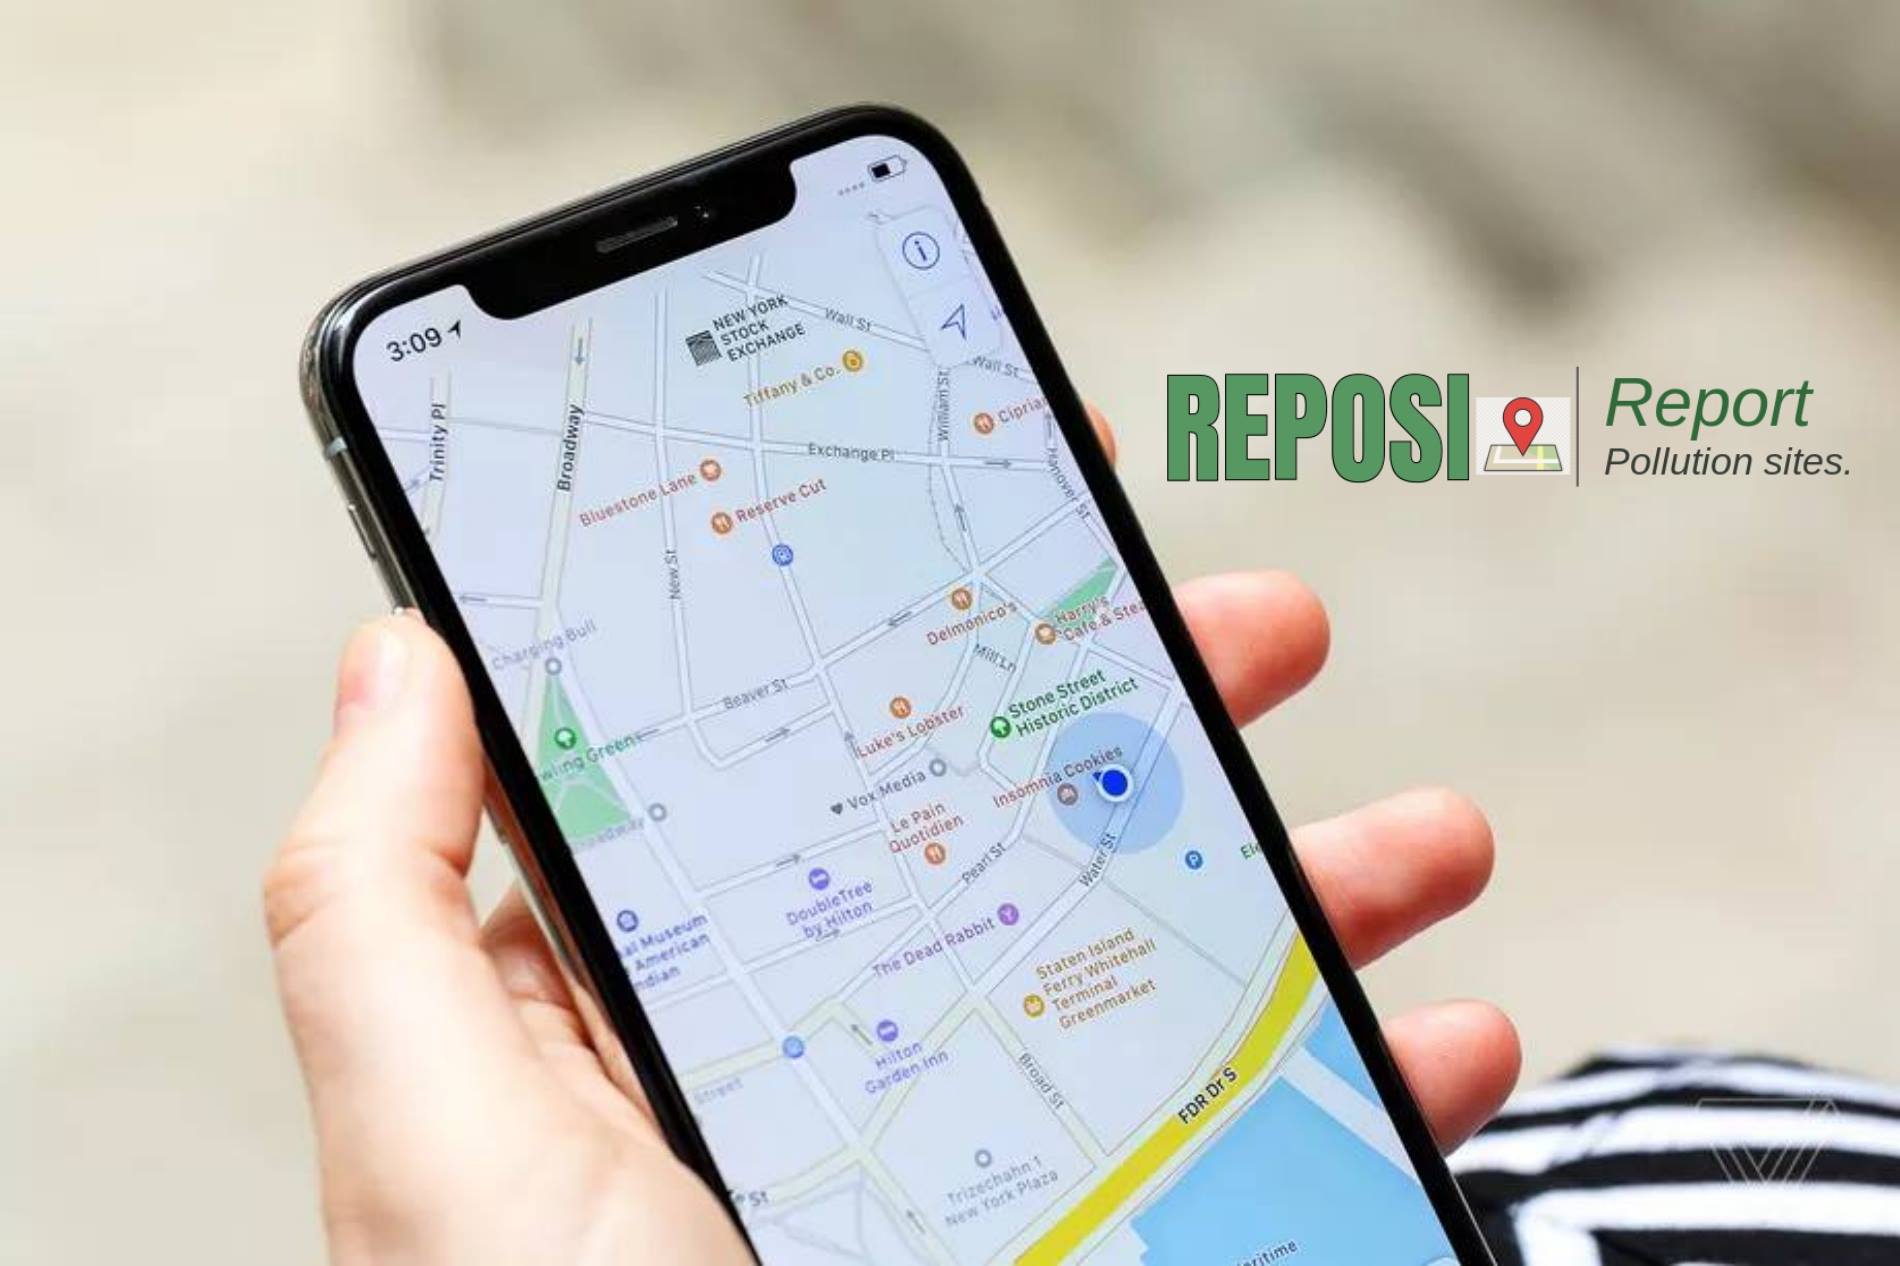 3:09
NEW YORK
STOCK
EXCHANGE
Wall St
Tiffany & Co.
Wall St
William St
Trinity Pl
Broadway
Exchange Pl
Hanover St
Bluestone Lane
Reserve Cut
New St
Charging Bull
Delmonico's
Harry's
Cafe &
Mill Ln
Beaver St
Stone Street
Historic District
Luke's Lobster
Vox Media
Insomnia Cookies
Le Pain
Quotidien
Pearl St
Water St
P
DoubleTree
by Hilton
Museum
American
The Dead Rabbit
Staten Island
Ferry Whitehall
Terminal
Greenmarket
Hilton
Garden Inn
Street
Broad St
FDR Dr S
Trizechahn 1
New York Plaza
St
REPOSI
Report
Pollution sites.